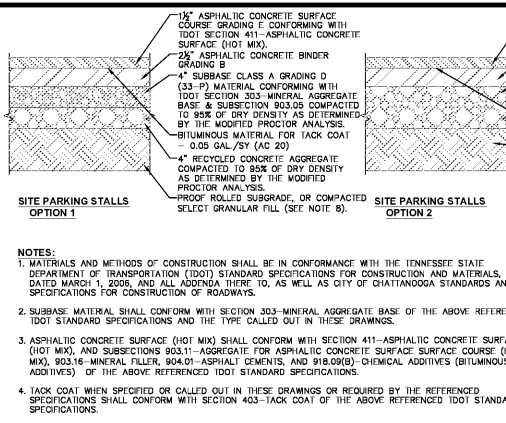 1½" ASPHALTIC CONCRETE SURFACE
COURSE GRADING E CONFORMING WITH
TDOT SECTION 411–ASPHALTIC CONCRETE
SURFACE (HOT MIX).
2½" ASPHALTIC CONCRETE BINDER
GRADING B
4" SUBBASE CLASS A GRADING D
(33–P) MATERIAL CONFORMING WITH
TDOT SECTION 303–MINERAL AGGREGATE
BASE & SUBSECTION 903.05 COMPACTED
TO 95% OF DRY DENSITY AS DETERMINED
BY THE MODIFIED PROCTOR ANALYSIS.
BITUMINOUS MATERIAL FOR TACK COAT
– 0.05 GAL./SY (AC 20)
4" RECYCLED CONCRETE AGGREGATE
COMPACTED TO 95% OF DRY DENSITY
AS DETERMINED BY THE MODIFIED
PROCTOR ANALYSIS.
PROOF ROLLED SUBGRADE, OR COMPACTED
SELECT GRANULAR FILL (SEE NOTE 8).
SITE PARKING STALLS
OPTION 1
SITE PARKING STALLS
OPTION 2
NOTES:
1. MATERIALS AND METHODS OF CONSTRUCTION SHALL BE IN CONFORMANCE WITH THE TENNESSEE STATE
DEPARTMENT OF TRANSPORTATION (TDOT) STANDARD SPECIFICATIONS FOR CONSTRUCTION AND MATERIALS,
DATED MARCH 1, 2006, AND ALL ADDENDA THERE TO, AS WELL AS CITY OF CHATTANOOGA STANDARDS AN
SPECIFICATIONS FOR CONSTRUCTION OF ROADWAYS.
2. SUBBASE MATERIAL SHALL CONFORM WITH SECTION 303–MINERAL AGGREGATE BASE OF THE ABOVE REFERE
TDOT STANDARD SPECIFICATIONS AND THE TYPE CALLED OUT IN THESE DRAWINGS.
3. ASPHALTIC CONCRETE SURFACE (HOT MIX) SHALL CONFORM WITH SECTION 411–ASPHALTIC CONCRETE SURFA
(HOT MIX), AND SUBSECTIONS 903.11–AGGREGATE FOR ASPHALTIC CONCRETE SURFACE SURFACE COURSE (H
MIX), 903.16–MINERAL FILLER, 904.01–ASPHALT CEMENTS, AND 918.09(B)–CHEMICAL ADDITIVES (BITUMINOUS
ADDITIVES) OF THE ABOVE REFERENCED TDOT STANDARD SPECIFICATIONS.
4. TACK COAT WHEN SPECIFIED OR CALLED OUT IN THESE DRAWINGS OR REQUIRED BY THE REFERENCED
SPECIFICATIONS SHALL CONFORM WITH SECTION 403–TACK COAT OF THE ABOVE REFERENCED TDOT STANDA
SPECIFICATIONS.